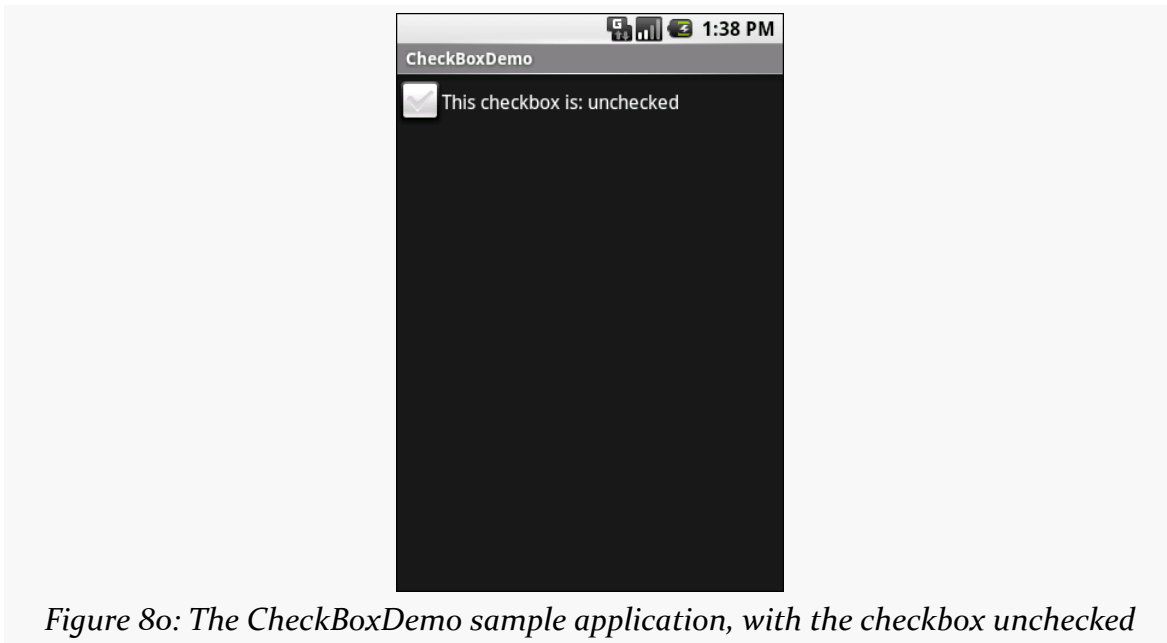 G
1:38 PM
CheckBoxDemo
This checkbox is: unchecked
Figure 80: The CheckBoxDemo sample application, with the checkbox unchecked